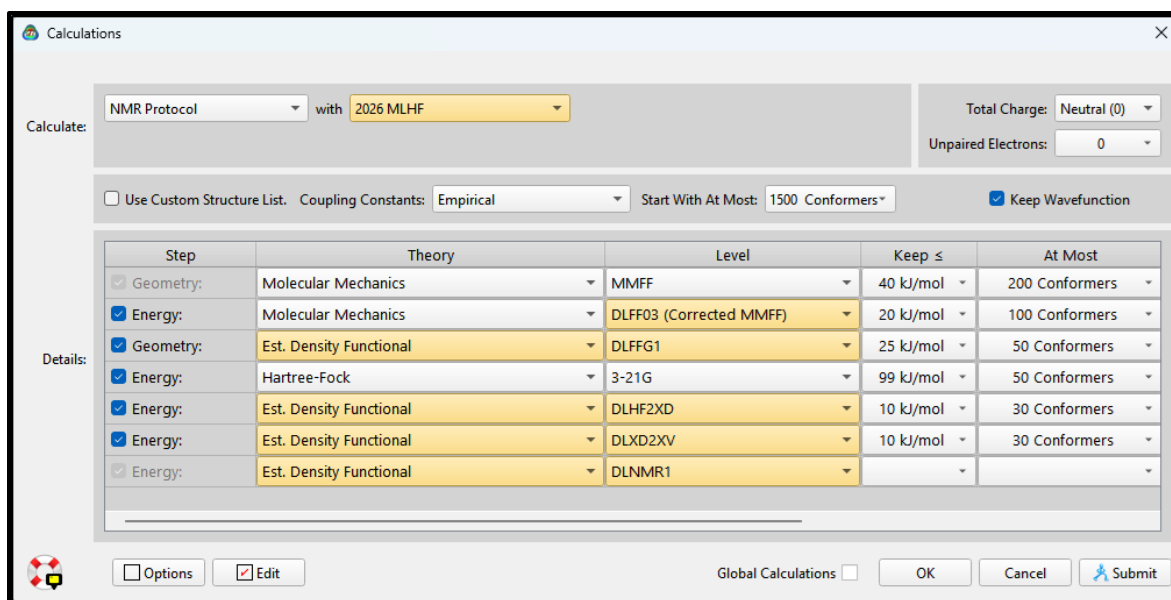 Calculations
Calculate:
NMR Protocol with 2026 MLHF
Total Charge: Neutral (0)
Unpaired Electrons: 0
Use Custom Structure List. Coupling Constants: Empirical Start With At Most: 1500 Conformers Keep Wavefunction
Details:
Step Theory Level Keep ≤ At Most
Geometry: Molecular Mechanics MMFF 40 kJ/mol 200 Conformers
Energy: Molecular Mechanics DLFF03 (Corrected MMFF) 20 kJ/mol 100 Conformers
Geometry: Est. Density Functional DLFFG1 25 kJ/mol 50 Conformers
Energy: Hartree-Fock 3-21G 99 kJ/mol 50 Conformers
Energy: Est. Density Functional DLHF2XD 10 kJ/mol 30 Conformers
Energy: Est. Density Functional DLXD2XV 10 kJ/mol 30 Conformers
Energy: Est. Density Functional DLNMR1
Options Edit Global Calculations OK Cancel Submit